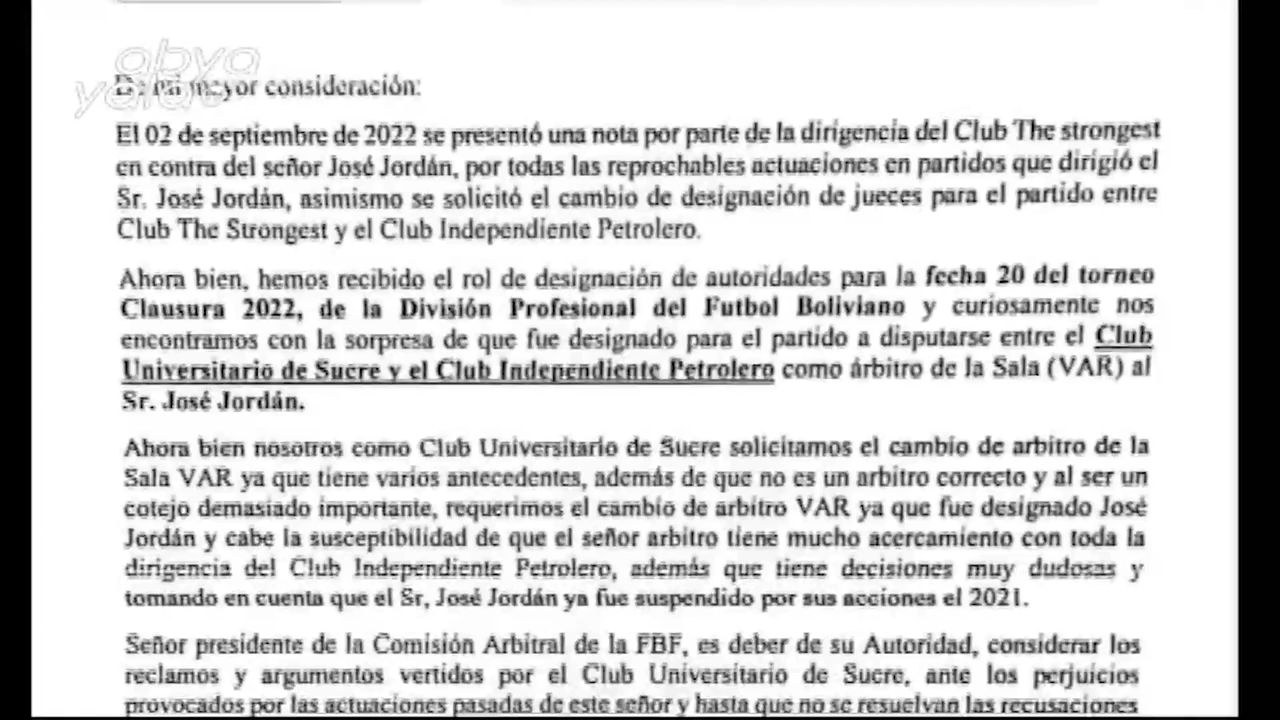 abya
yala
De mi mayor consideración:
El 02 de septiembre de 2022 se presentó una nota por parte de la dirigencia del Club The strongest
en contra del señor José Jordán, por todas las reprochables actuaciones en partidos que dirigió el
Sr. José Jordán, asimismo se solicitó el cambio de designación de jueces para el partido entre
Club The Strongest y el Club Independiente Petrolero.
Ahora bien, hemos recibido el rol de designación de autoridades para la fecha 20 del torneo
Clausura 2022, de la División Profesional del Futbol Boliviano y curiosamente nos
encontramos con la sorpresa de que fue designado para el partido a disputarse entre el Club
Universitario de Sucre y el Club Independiente Petrolero como árbitro de la Sala (VAR) al
Sr. José Jordán.
Ahora bien nosotros como Club Universitario de Sucre solicitamos el cambio de arbitro de la
Sala VAR ya que tiene varios antecedentes, además de que no es un arbitro correcto y al ser un
cotejo demasiado importante, requerimos el cambio de arbitro VAR ya que fue designado José
Jordán y cabe la susceptibilidad de que el señor arbitro tiene mucho acercamiento con toda la
dirigencia del Club Independiente Petrolero, además que tiene decisiones muy dudosas y
tomando en cuenta que el Sr, José Jordán ya fue suspendido por sus acciones el 2021.
Señor presidente de la Comisión Arbitral de la FBF, es deber de su Autoridad, considerar los
reclamos y argumentos vertidos por el Club Universitario de Sucre, ante los perjuicios
provocados por las actuaciones pasadas de este señor y hasta que no se resuelvan las recusaciones